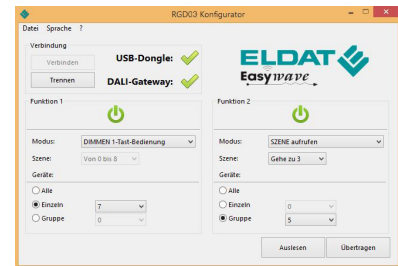 RGD03 Konfigurator
Datei Sprache ?
Verbindung
Verbinden
USB-Dongle:
Trennen
DALI-Gateway:
ELDAT
Easywave
Funktion 1
Modus: DIMMEN 1-Tast-Bedienung
Szene: Von 0 bis 8
Geräte:
Alle
Einzeln 7
Gruppe 0
Funktion 2
Modus: SZENE aufrufen
Szene: Gehe zu 3
Geräte:
Alle
Einzeln 0
Gruppe 5
Auslesen Übertragen